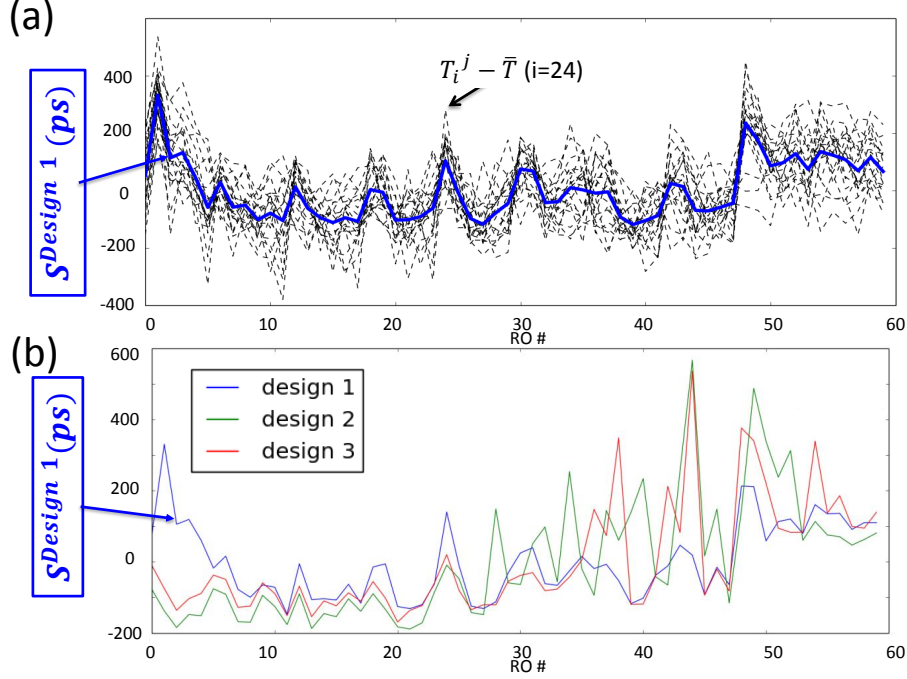 (a)
S^Design 1 (ps)
400
200
0
-200
-400
T_i^j − T̄ (i=24)
0 10 20 30 40 50 60
RO #
(b)
S^Design 1 (ps)
600
400
200
0
-200
design 1
design 2
design 3
0 10 20 30 40 50 60
RO #